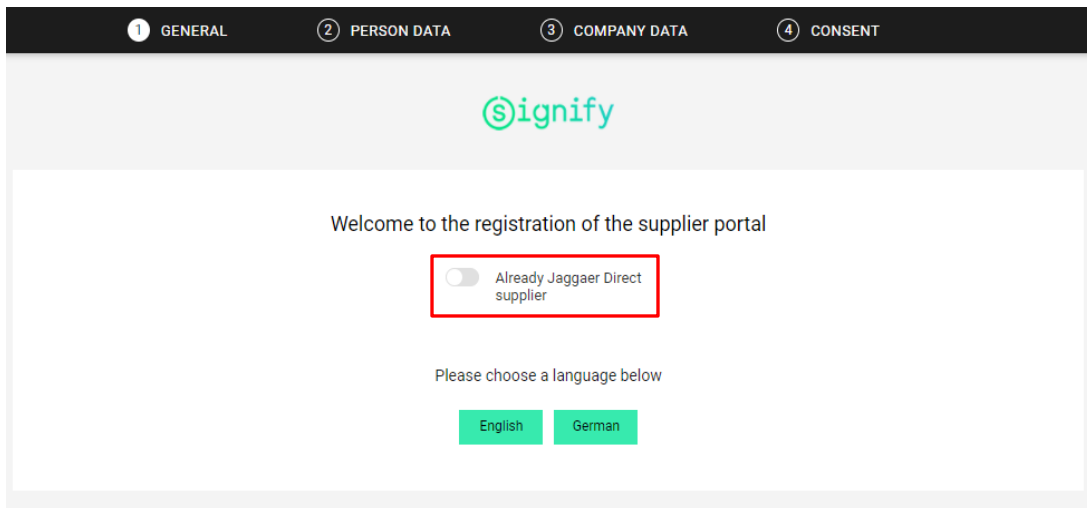 1 GENERAL 2 PERSON DATA 3 COMPANY DATA 4 CONSENT
signify
Welcome to the registration of the supplier portal
Already Jaggaer Direct
supplier
Please choose a language below
English German